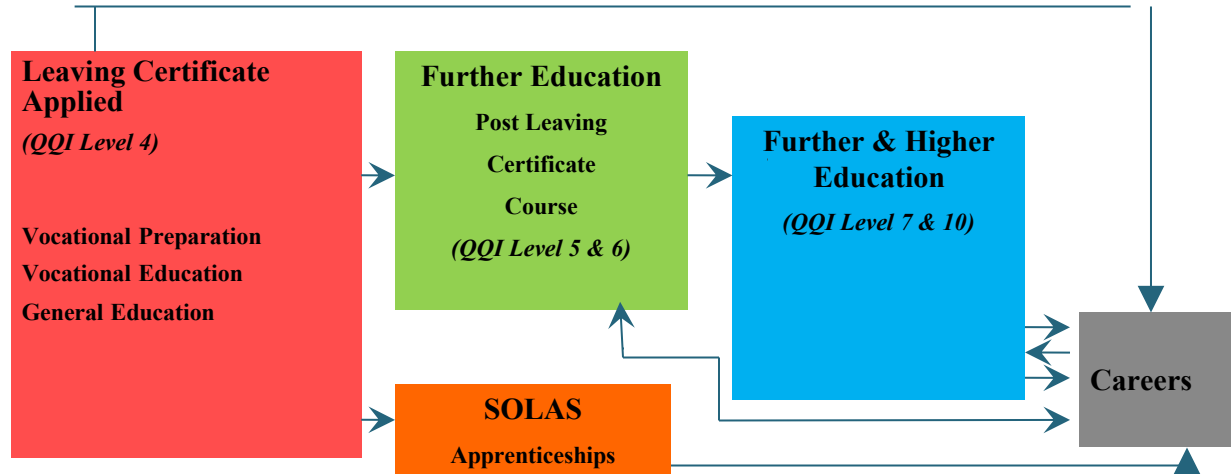 Leaving Certificate
Applied
(QQI Level 4)
Vocational Preparation
Vocational Education
General Education
Further Education
Post Leaving
Certificate
Course
(QQI Level 5 & 6)
Further & Higher
Education
(QQI Level 7 & 10)
SOLAS
Apprenticeships
Careers